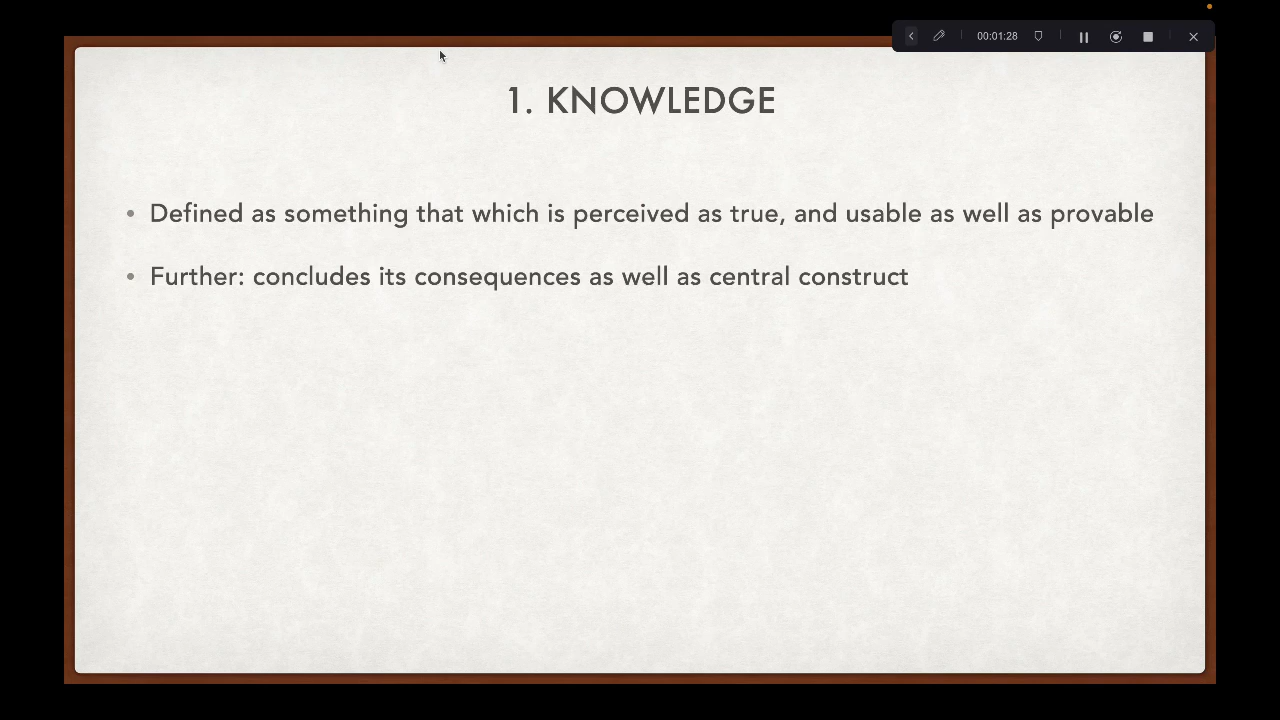 00:01:28
1. KNOWLEDGE
• Defined as something that which is perceived as true, and usable as well as provable
• Further: concludes its consequences as well as central construct